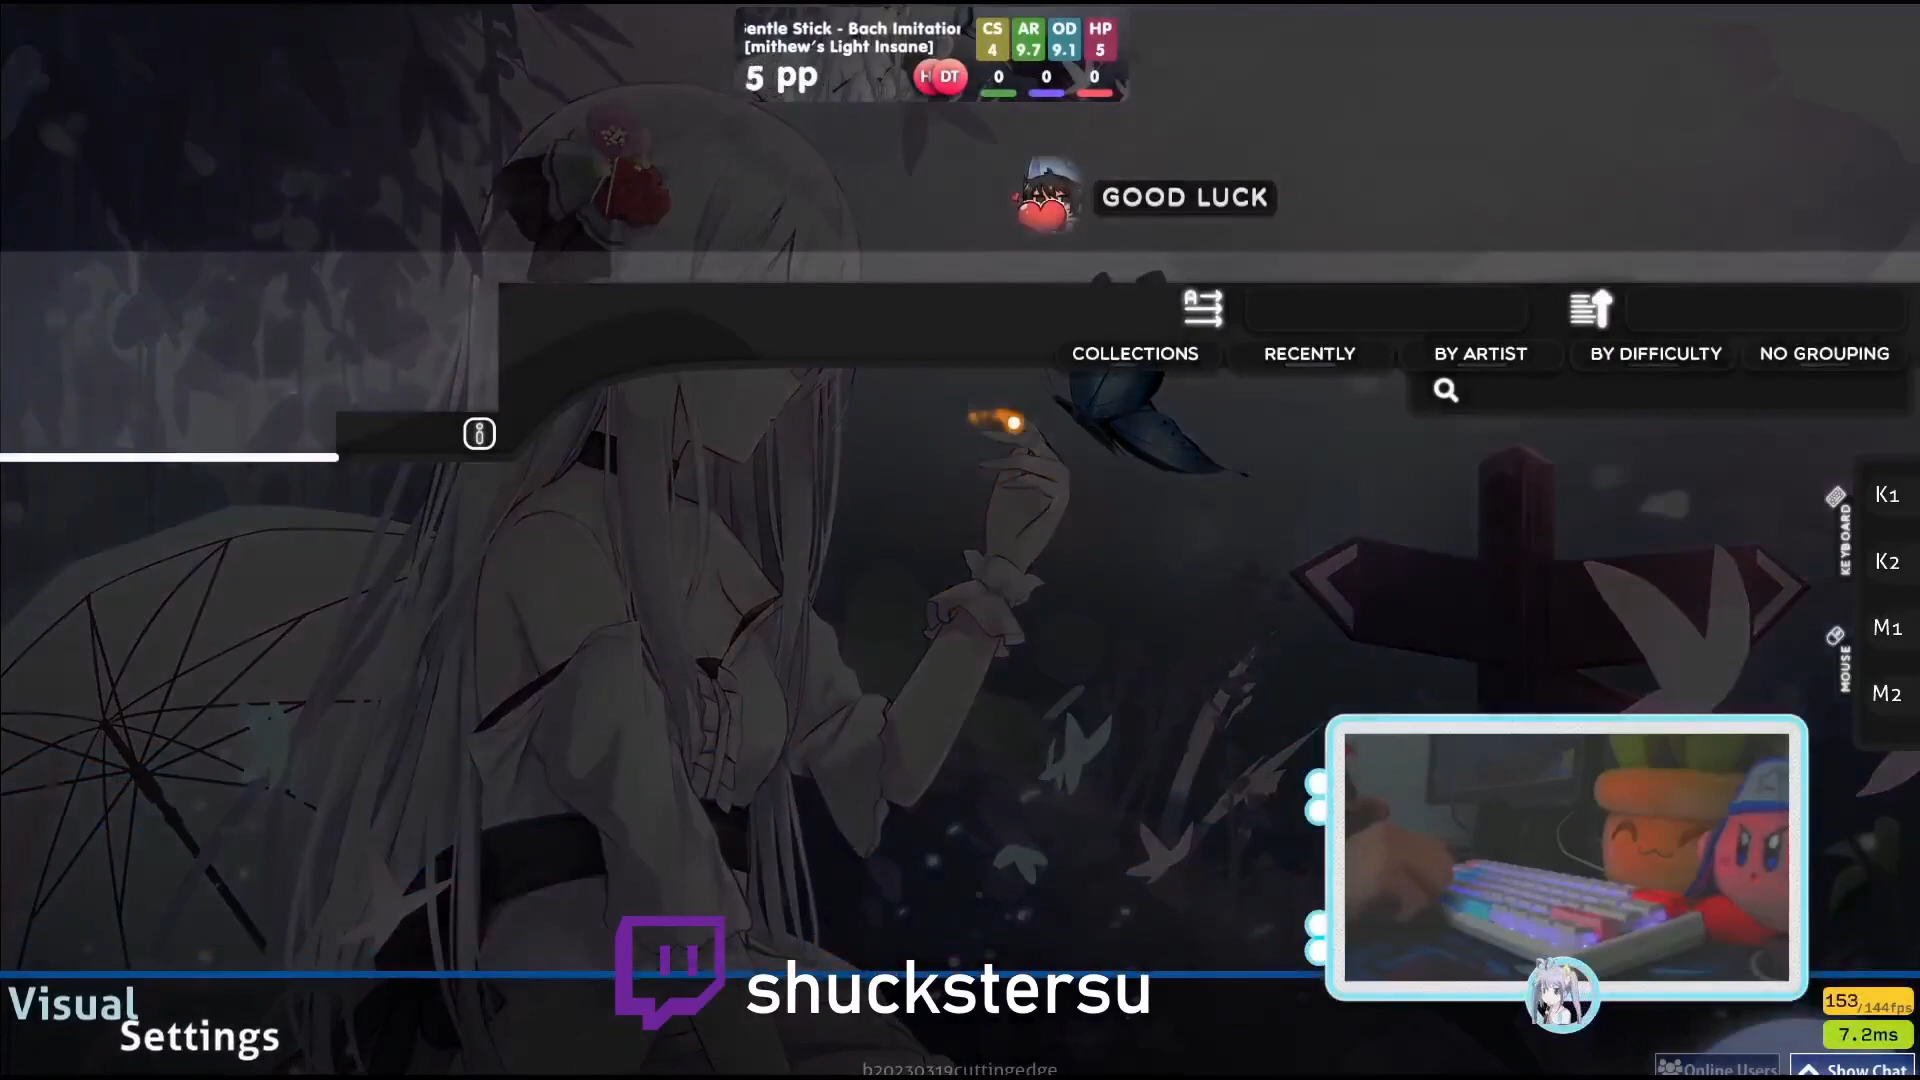 entle Stick - Bach Imitation
[mithew's Light Insane]
5 pp
H DT
CS AR OD HP
4 9.7 9.1 5
0 0 0
GOOD LUCK
COLLECTIONS RECENTLY BY ARTIST BY DIFFICULTY NO GROUPING
KEYBOARD
K1
K2
MOUSE
M1
M2
shuckstersu
Visual
Settings
153/144fps
7.2ms
b20230319cuttingedge
Online Users
Show Chat